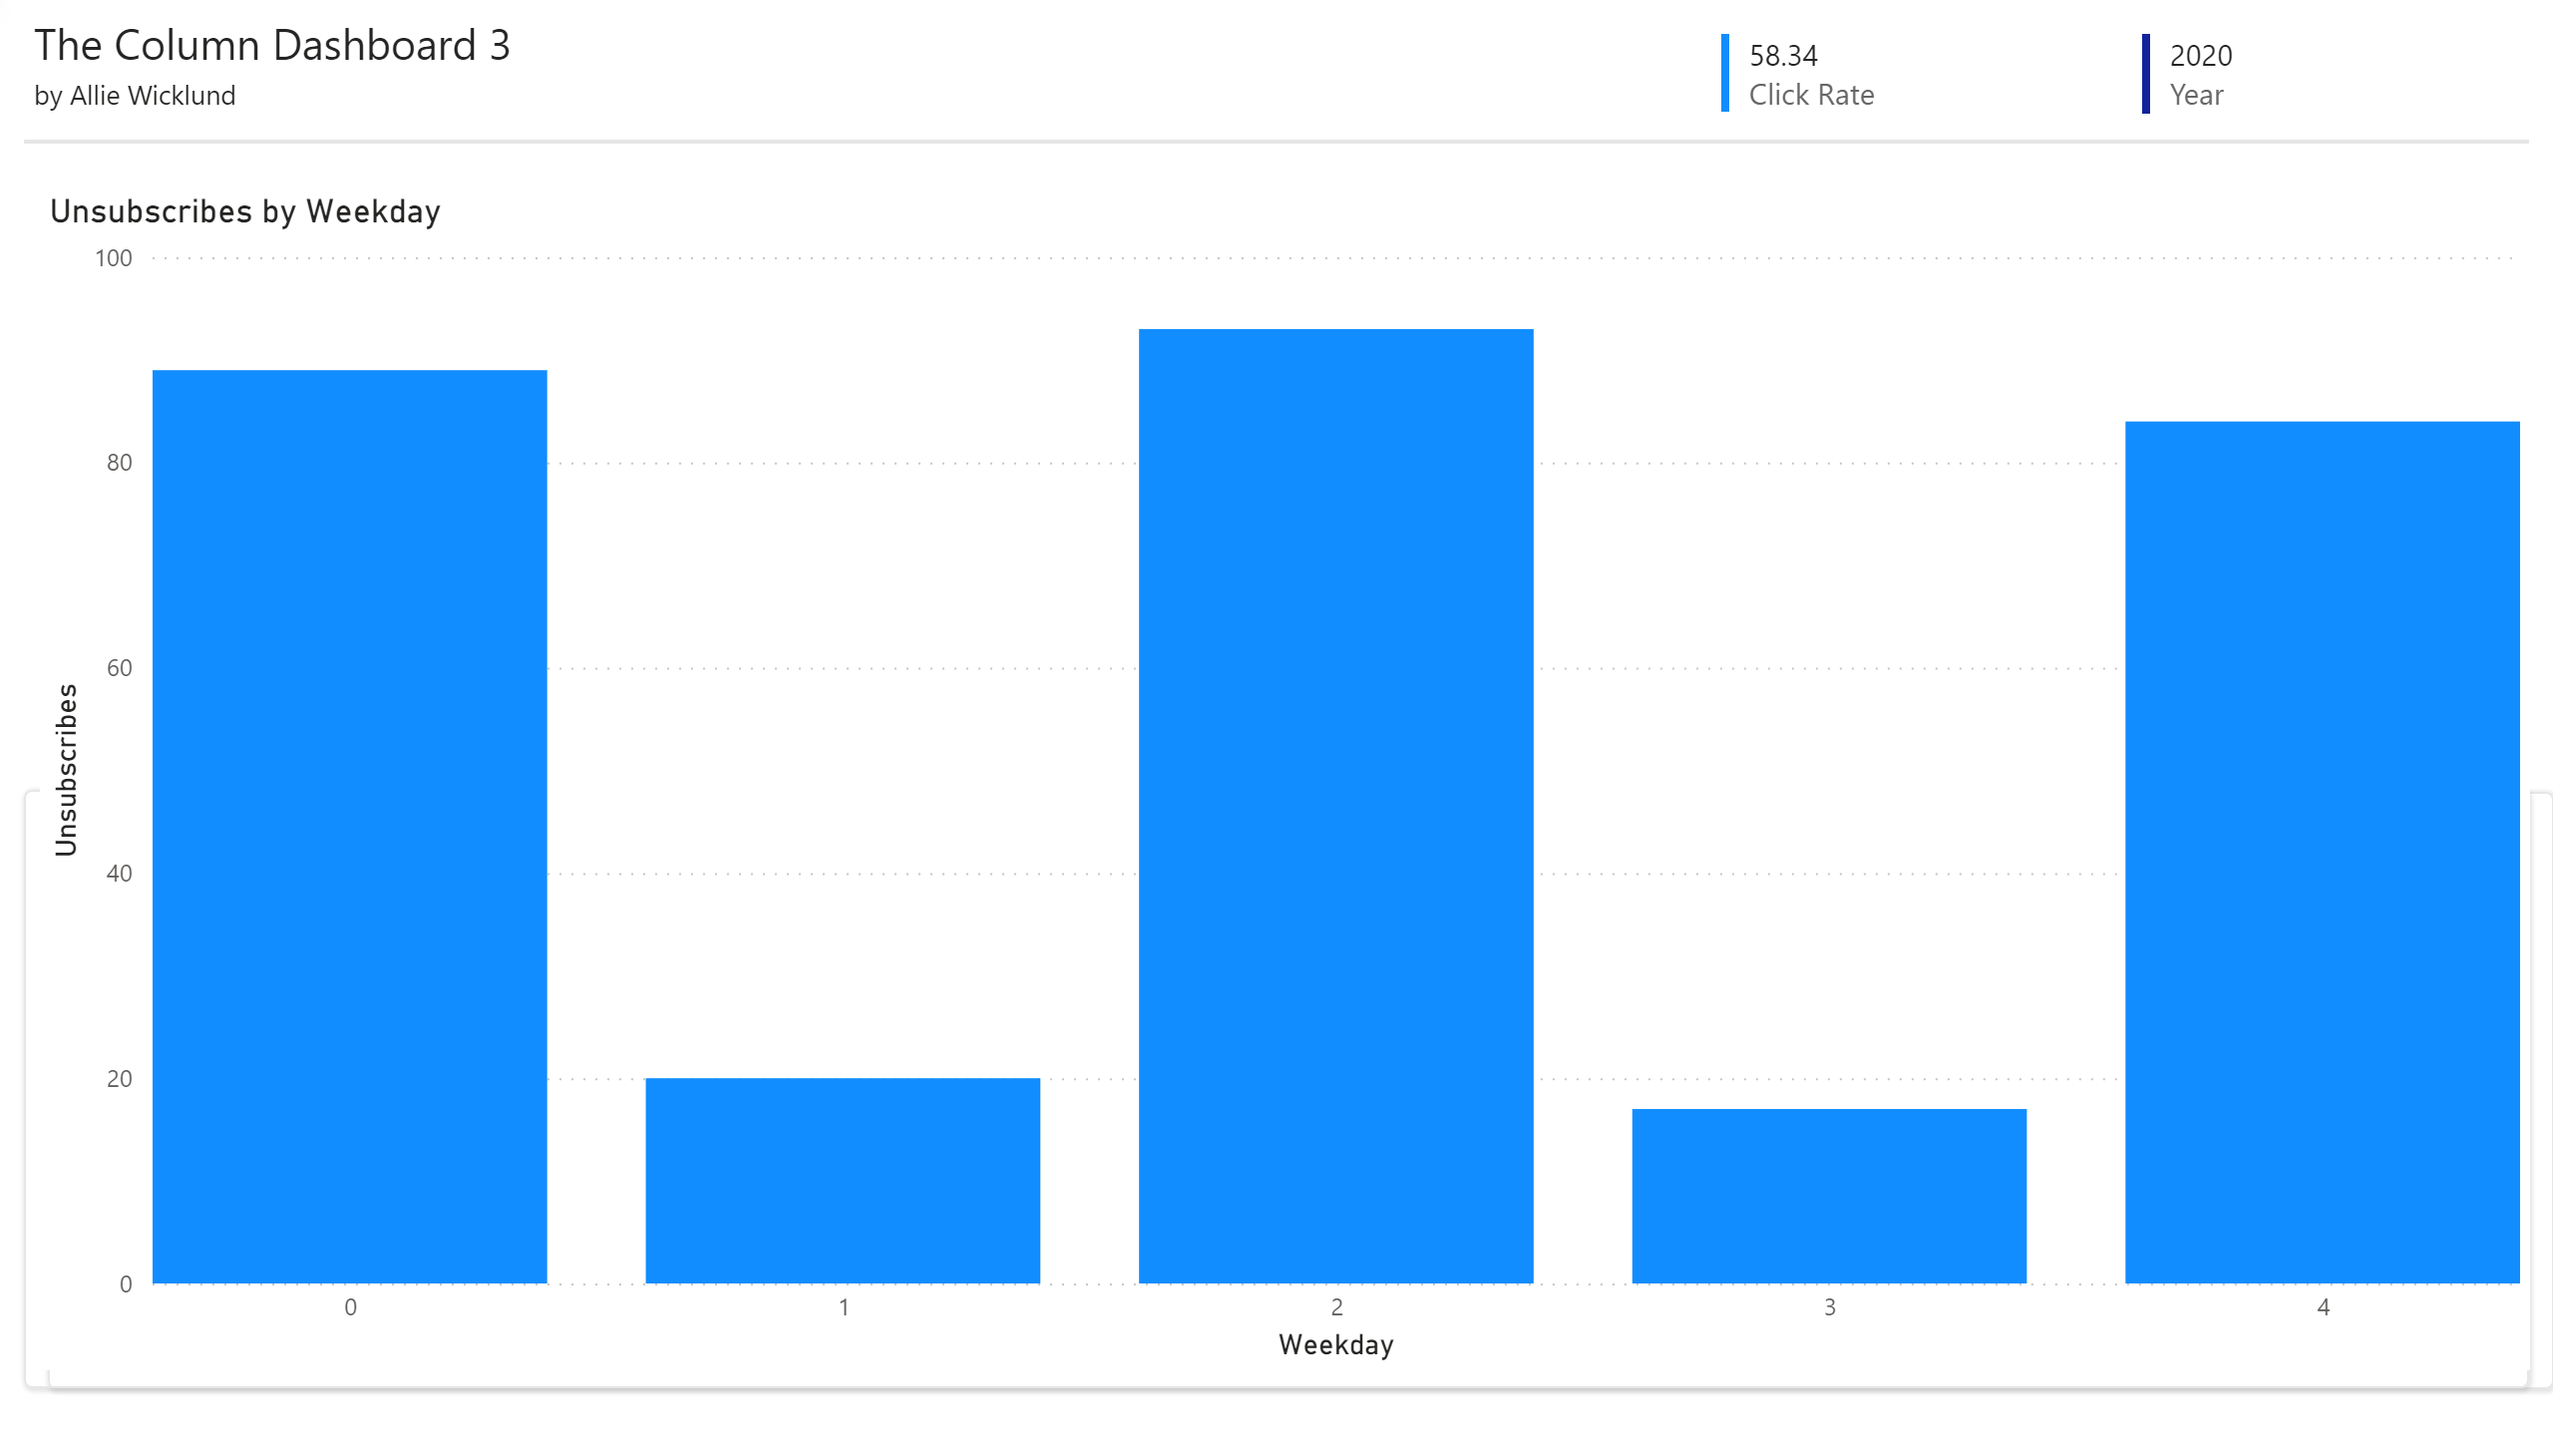 The Column Dashboard 3
by Allie Wicklund
58.34
Click Rate
2020
Year
Unsubscribes by Weekday
100
80
60
40
20
0
Unsubscribes
0 1 2 3 4
Weekday